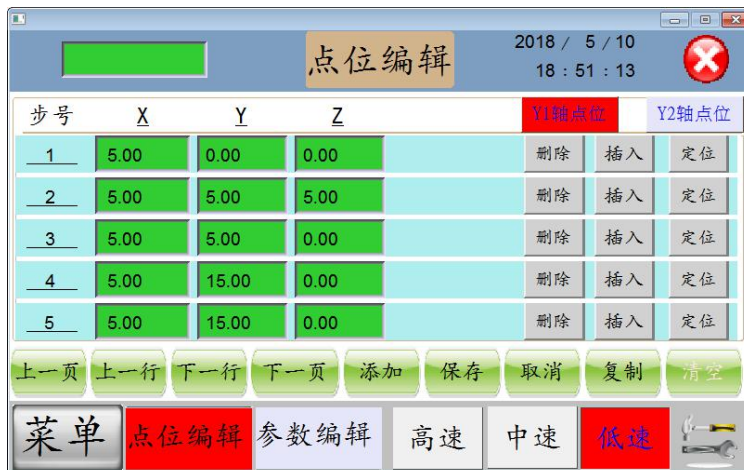 点位编辑 2018 / 5 / 10
18 : 51 : 13
步号 X Y Z Y1轴点位 Y2轴点位
1 5.00 0.00 0.00 删除 插入 定位
2 5.00 5.00 5.00 删除 插入 定位
3 5.00 5.00 0.00 删除 插入 定位
4 5.00 15.00 0.00 删除 插入 定位
5 5.00 15.00 0.00 删除 插入 定位
上一页 上一行 下一行 下一页 添加 保存 取消 复制 清空
菜单 点位编辑 参数编辑 高速 中速 低速